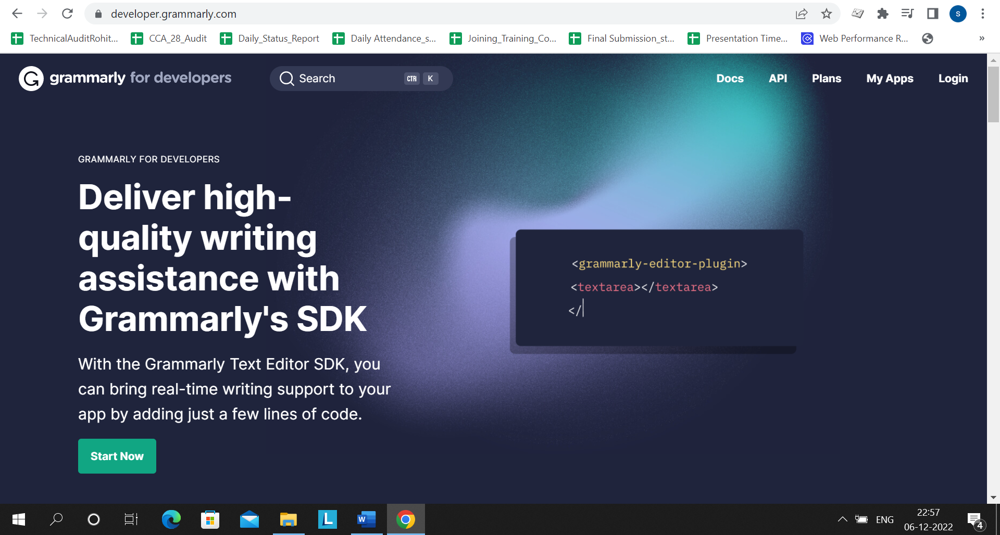 developer.grammarly.com
S
TechnicalAuditRohit... CCA_28_Audit Daily_Status_Report Daily Attendance_s... Joining_Training_Co... Final Submission_st... Presentation Time... Web Performance R... »
grammarly for developers Search CTR K Docs API Plans My Apps Login
GRAMMARLY FOR DEVELOPERS
Deliver high-
quality writing
assistance with
Grammarly's SDK
<grammarly-editor-plugin>
<textarea></textarea>
</
With the Grammarly Text Editor SDK, you
can bring real-time writing support to your
app by adding just a few lines of code.
Start Now
L
W
ENG
22:57
06-12-2022
4